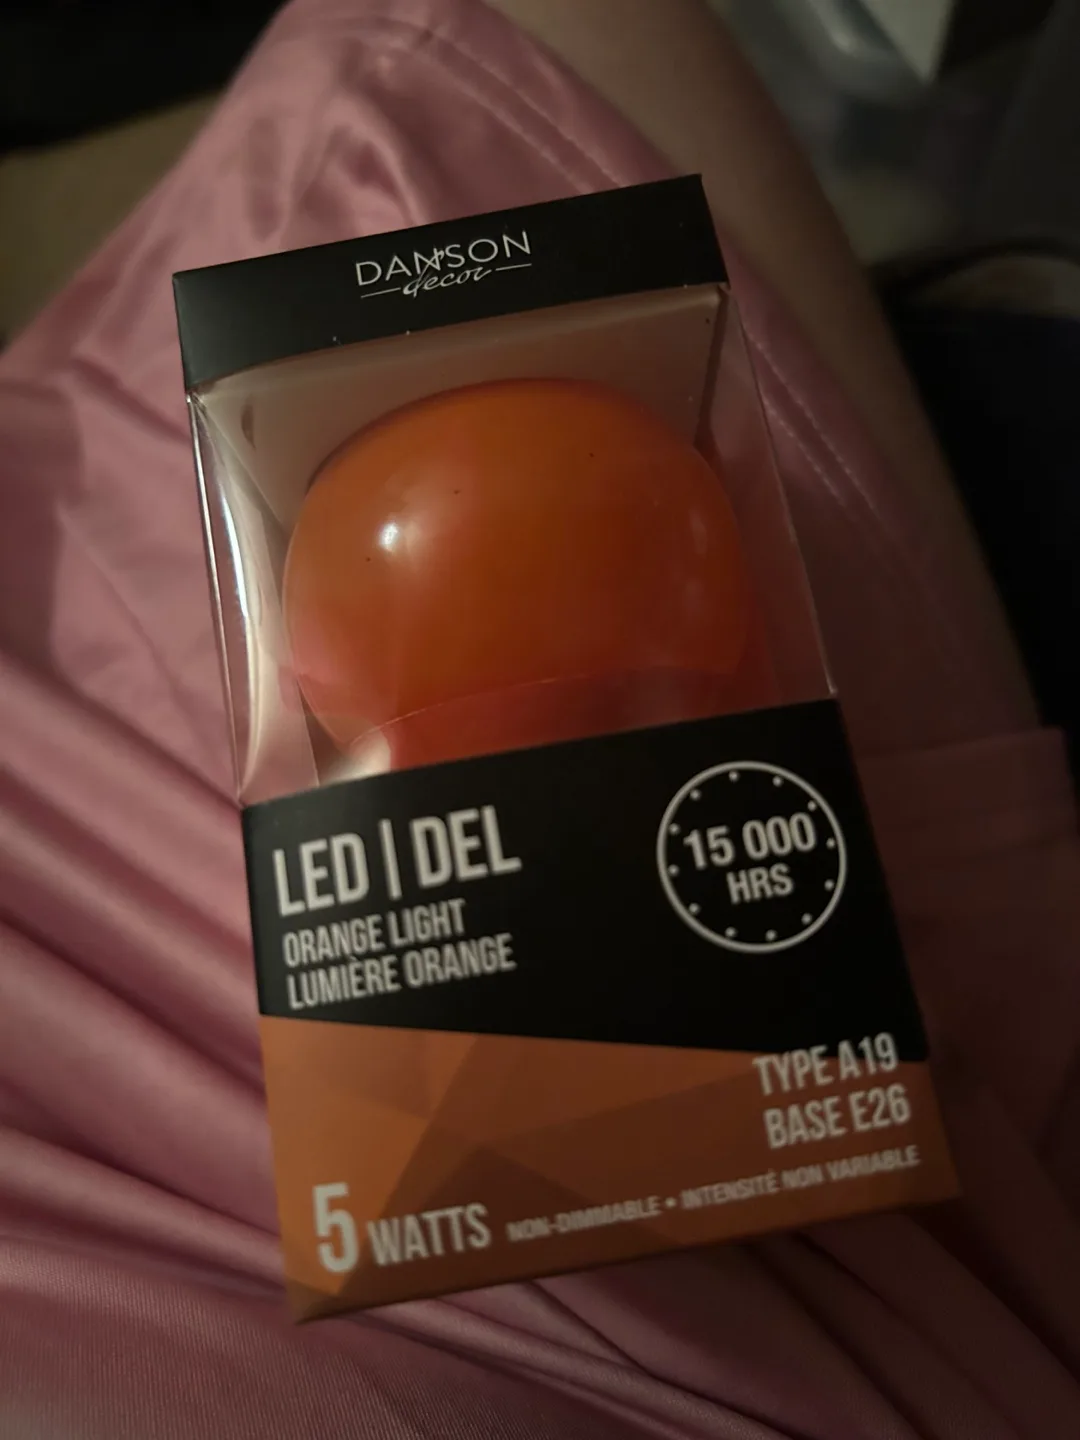 DANSON
decor
LED | DEL
ORANGE LIGHT
LUMIÈRE ORANGE
15 000
HRS
TYPE A19
BASE E26
5 WATTS NON-DIMMABLE • INTENSITÉ NON VARIABLE